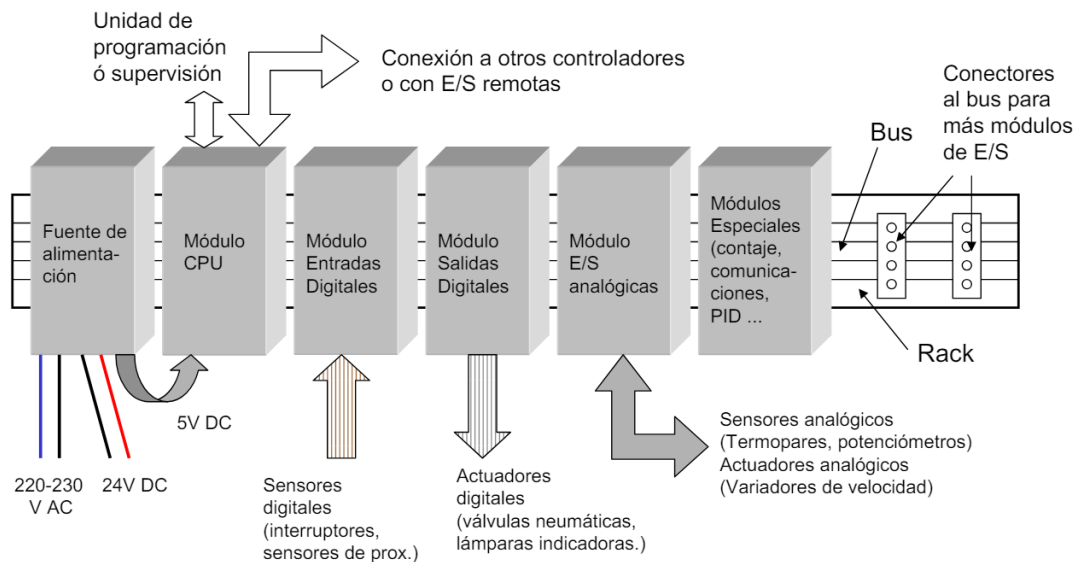 Unidad de
programación
ó supervisión
Conexión a otros controladores
o con E/S remotas
Conectores
al bus para
más módulos
de E/S
Bus
Fuente de
alimenta-
ción
Módulo
CPU
Módulo
Entradas
Digitales
Módulo
Salidas
Digitales
Módulo
E/S
analógicas
Módulos
Especiales
(contaje,
comunica-
ciones,
PID ...
Rack
5V DC
220-230
V AC
24V DC
Sensores
digitales
(interruptores,
sensores de prox.)
Actuadores
digitales
(válvulas neumáticas,
lámparas indicadoras.)
Sensores analógicos
(Termopares, potenciómetros)
Actuadores analógicos
(Variadores de velocidad)